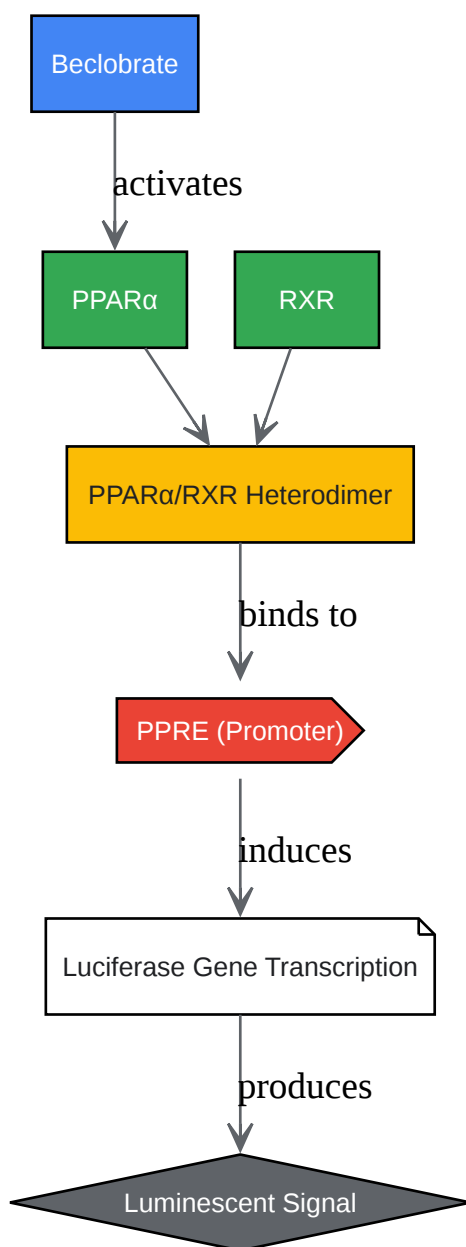 Beclobrate
activates
PPARα
RXR
PPARα/RXR Heterodimer
binds to
PPRE (Promoter)
induces
Luciferase Gene Transcription
produces
Luminescent Signal